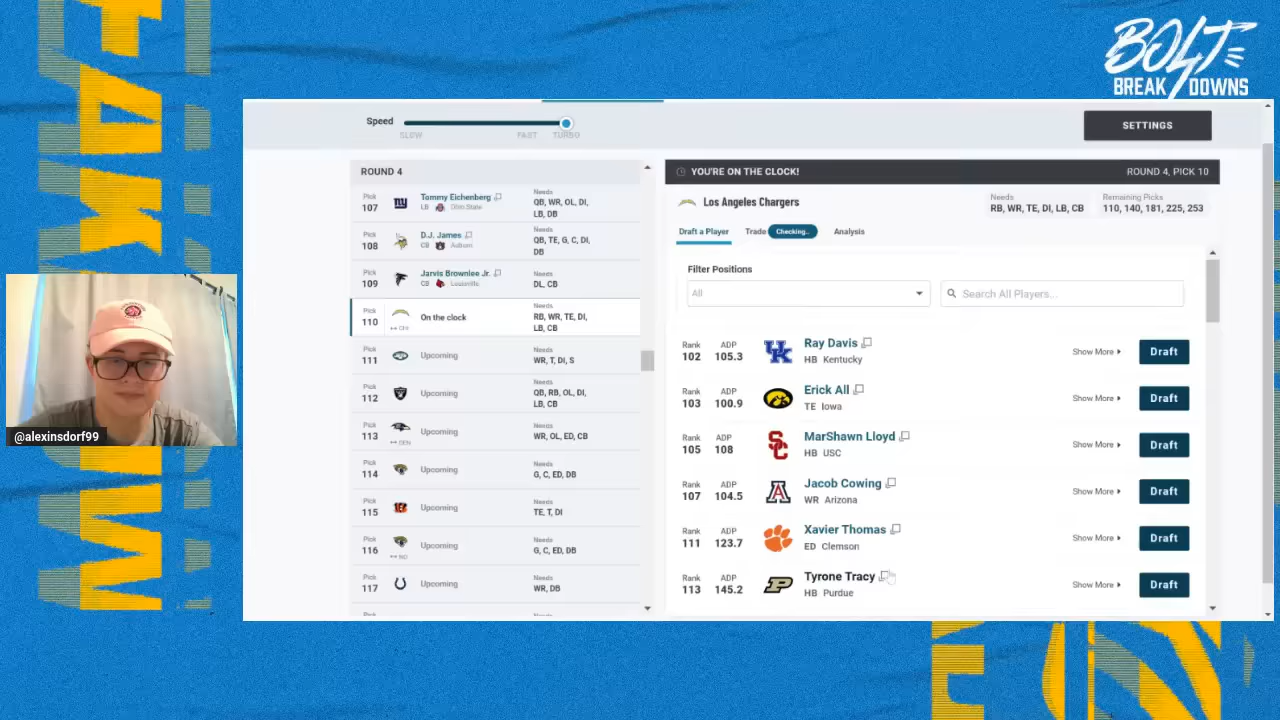 BOLT
BREAK DOWNS
Speed
SLOW
FAST
TURBO
SETTINGS
ROUND 4
YOU'RE ON THE CLOCK!
ROUND 4, PICK 10
Pick
107
Tommy Eichenberg
LB Ohio State
Needs
QB, WR, OL, DI,
LB, DB
Pick
108
D.J. James
CB Auburn
Needs
QB, TE, G, C, DI,
DB
Pick
109
Jarvis Brownlee Jr.
CB Louisville
Needs
DL, CB
Pick
110
CHI
On the clock
Needs
RB, WR, TE, DI,
LB, CB
Pick
111
Upcoming
Needs
WR, T, DI, S
Pick
112
Upcoming
Needs
QB, RB, OL, DI,
LB, CB
Pick
113
DEN
Upcoming
Needs
WR, OL, ED, CB
Pick
114
Upcoming
Needs
G, C, ED, DB
Pick
115
Upcoming
Needs
TE, T, DI
Pick
116
NO
Upcoming
Needs
G, C, ED, DB
Pick
117
Upcoming
Needs
WR, DB
Los Angeles Chargers
Needs
RB, WR, TE, DI, LB, CB
Remaining Picks
110, 140, 181, 225, 253
Draft a Player
Trade
Checking..
Analysis
Filter Positions
All
Search All Players...
Rank
102
ADP
105.3
Ray Davis
HB Kentucky
Show More
Draft
Rank
103
ADP
100.9
Erick All
TE Iowa
Show More
Draft
Rank
105
ADP
108
MarShawn Lloyd
HB USC
Show More
Draft
Rank
107
ADP
104.5
Jacob Cowing
WR Arizona
Show More
Draft
Rank
111
ADP
123.7
Xavier Thomas
ED Clemson
Show More
Draft
Rank
113
ADP
145.2
Tyrone Tracy
HB Purdue
Show More
Draft
@alexinsdorf99